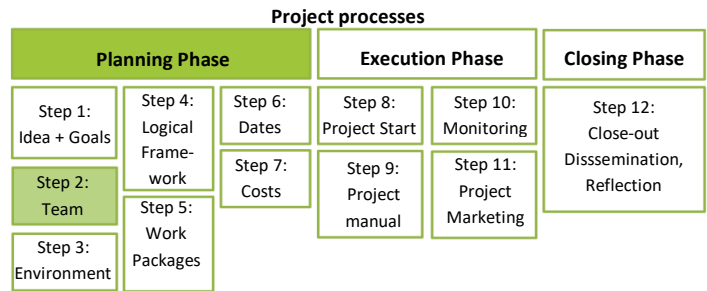 Project processes
Planning Phase
Execution Phase
Closing Phase
Step 1:
Idea + Goals
Step 2:
Team
Step 3:
Environment
Step 4:
Logical
Frame-
work
Step 5:
Work
Packages
Step 6:
Dates
Step 7:
Costs
Step 8:
Project Start
Step 9:
Project
manual
Step 10:
Monitoring
Step 11:
Project
Marketing
Step 12:
Close-out
Disssemination,
Reflection